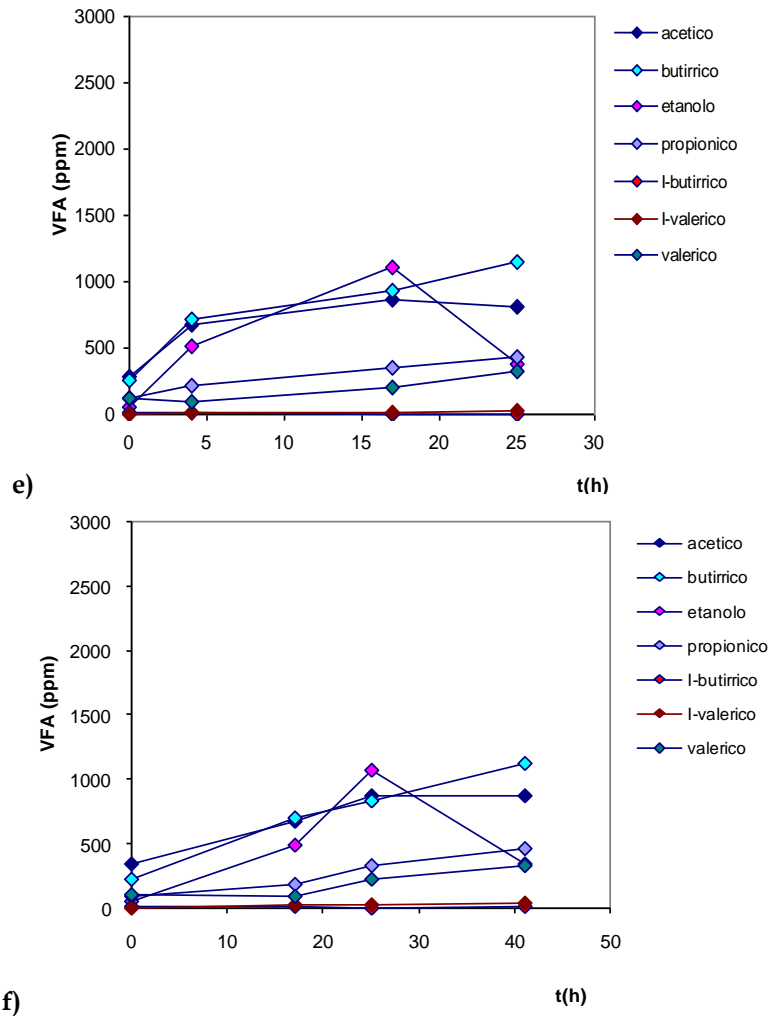 3000
2500
2000
1500
1000
500
0
VFA (ppm)
0 5 10 15 20 25 30
t(h)
acetico
butirrico
etanolo
propionico
I-butirrico
I-valerico
valerico
e)
3000
2500
2000
1500
1000
500
0
VFA (ppm)
0 10 20 30 40 50
t(h)
acetico
butirrico
etanolo
propionico
I-butirrico
I-valerico
valerico
f)